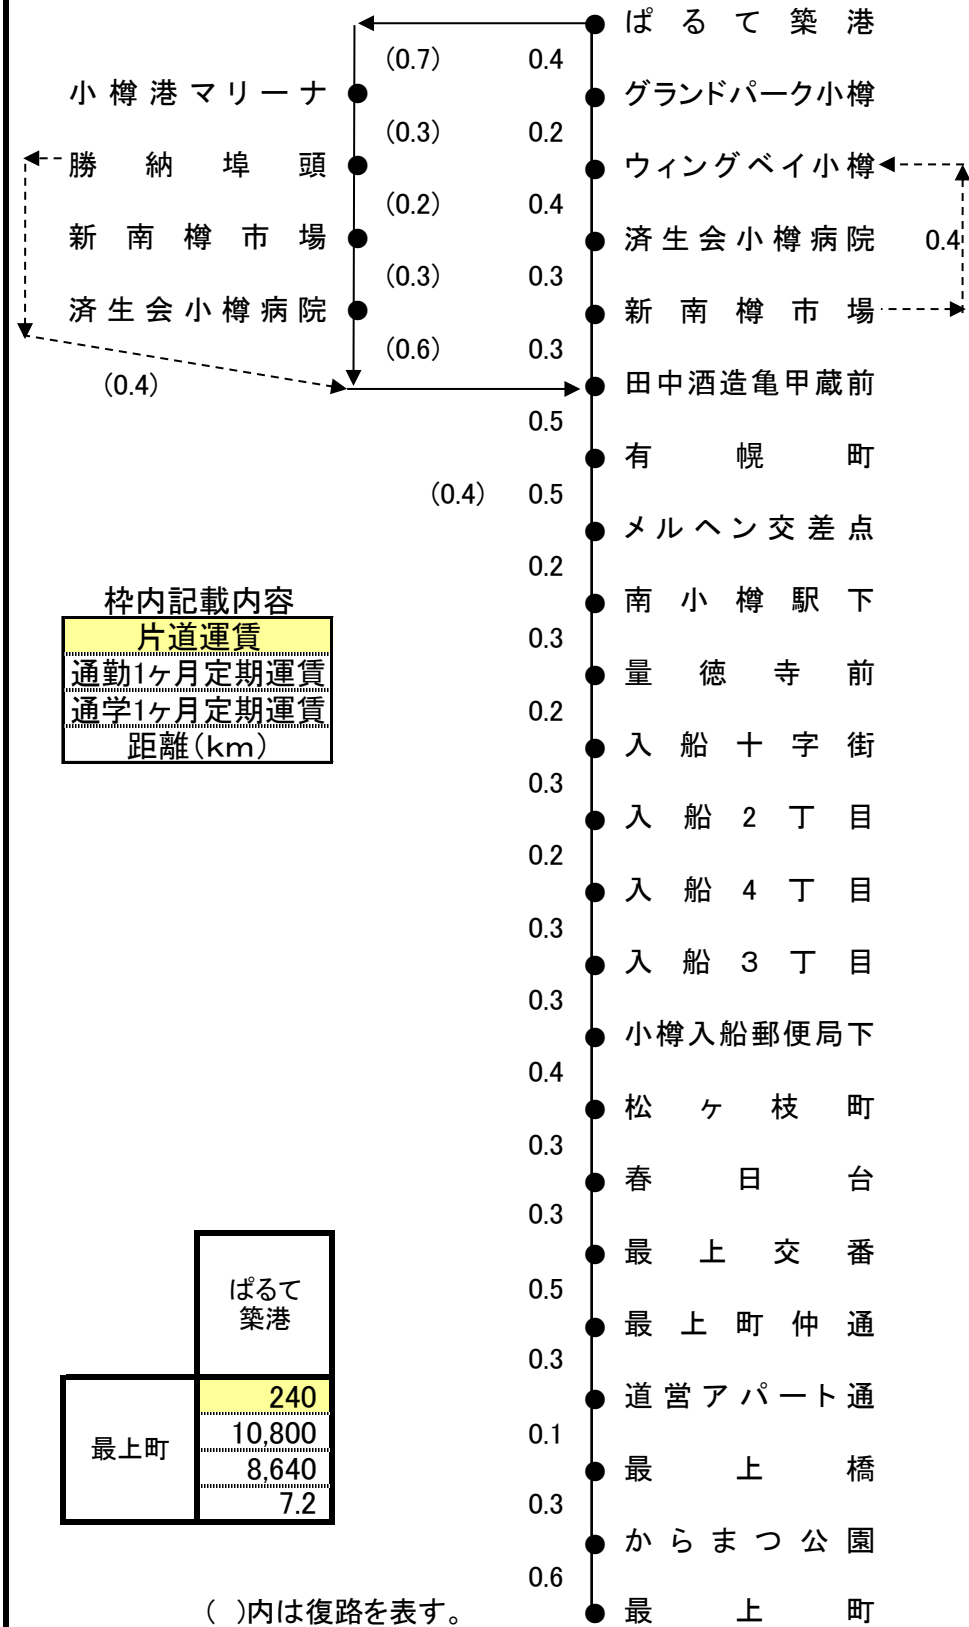 ぱるて築港
(0.7) 0.4
小樽港マリーナ グランドパーク小樽
(0.3) 0.2
勝納埠頭 ウィングベイ小樽
(0.2) 0.4
新南樽市場 済生会小樽病院 0.4
(0.3) 0.3
済生会小樽病院 新南樽市場
(0.6) 0.3
(0.4) 田中酒造亀甲蔵前
0.5
有幌町
(0.4) 0.5
メルヘン交差点
0.2
南小樽駅下
0.3
量徳寺前
0.2
入船十字街
0.3
入船2丁目
0.2
入船4丁目
0.3
入船3丁目
0.3
小樽入船郵便局下
0.4
松ヶ枝町
0.3
春日台
0.3
最上交番
0.5
最上町仲通
0.3
道営アパート通
0.1
最上橋
0.3
からまつ公園
0.6
最上町
枠内記載内容
片道運賃
通勤1ヶ月定期運賃
通学1ヶ月定期運賃
距離(km)
ぱるて
築港
最上町
240
10,800
8,640
7.2
( )内は復路を表す。